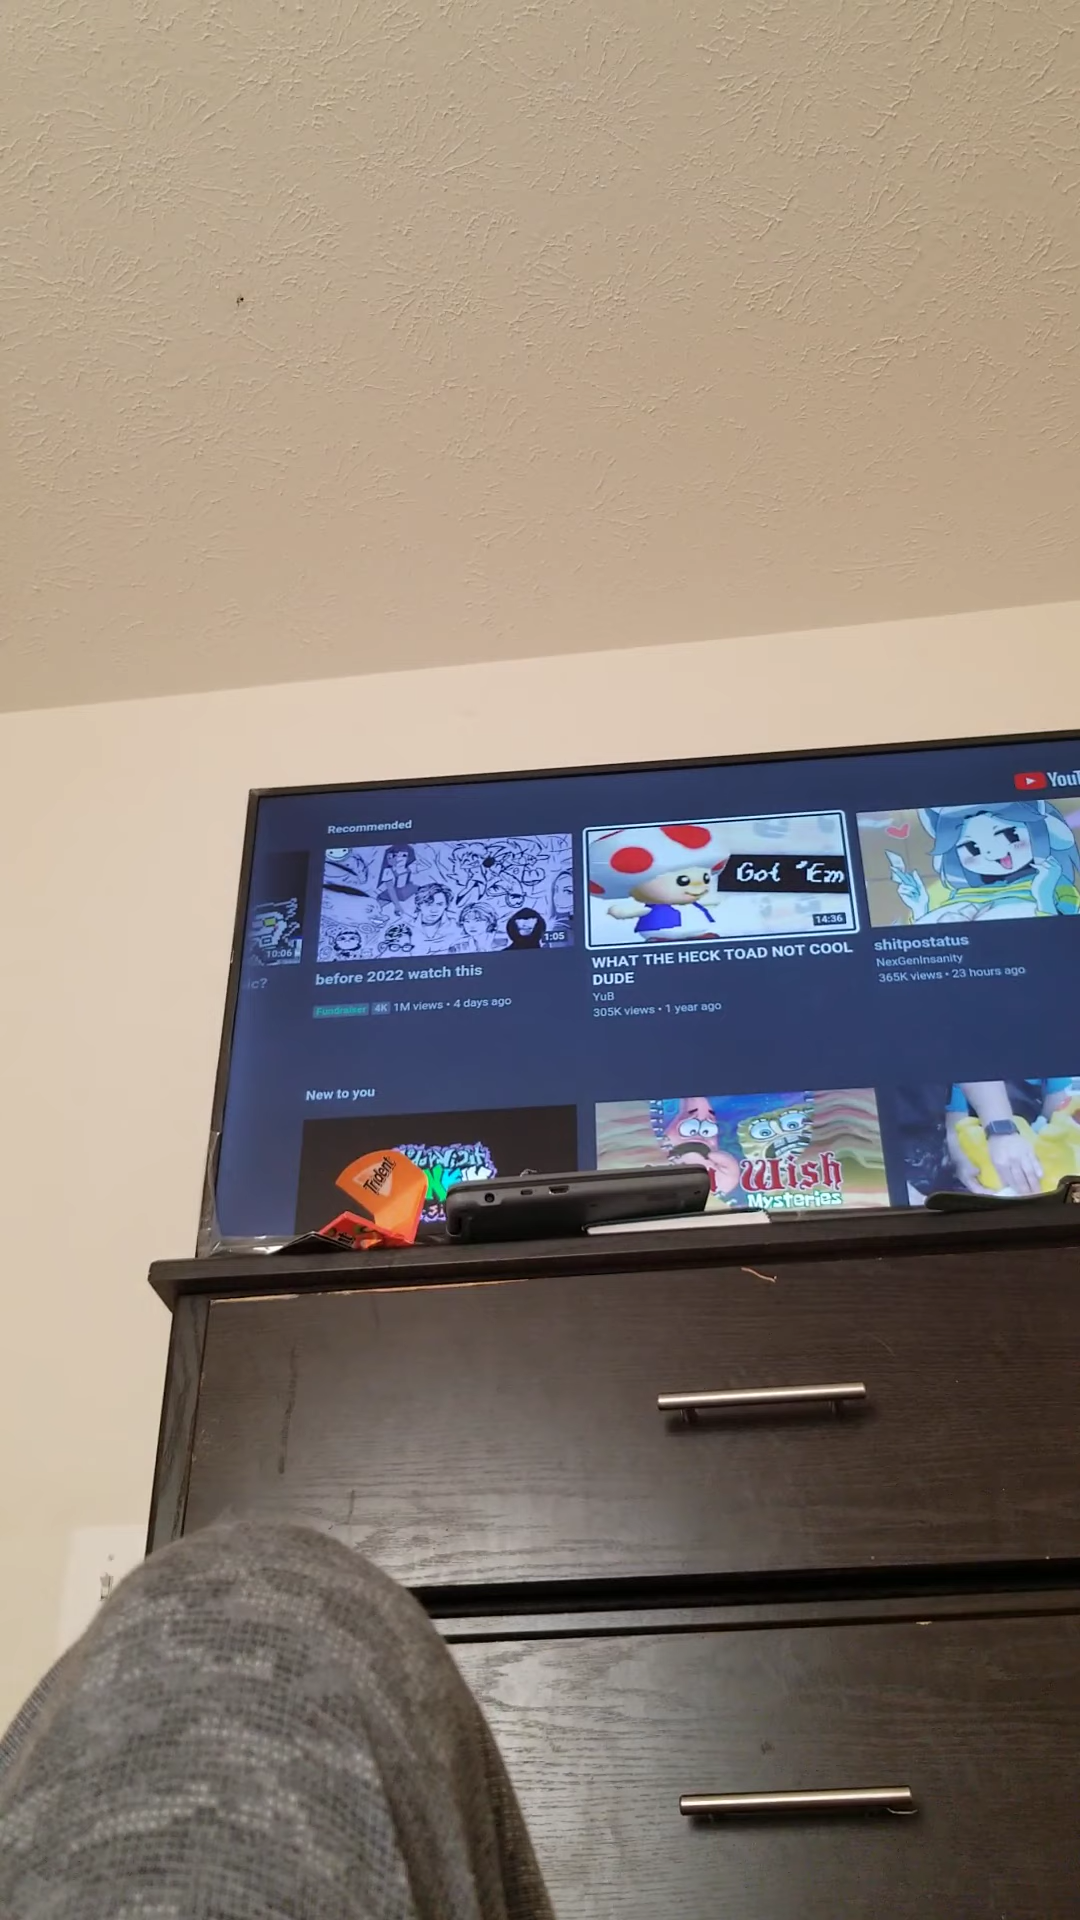 YouT
Recommended
10:06
ic?
1:05
before 2022 watch this
Fundraiser 4K 1M views • 4 days ago
Got 'Em
14:36
WHAT THE HECK TOAD NOT COOL
DUDE
YuB
305K views • 1 year ago
shitpostatus
NexGenInsanity
365K views • 23 hours ago
New to you
Trident
Wish
Mysteries